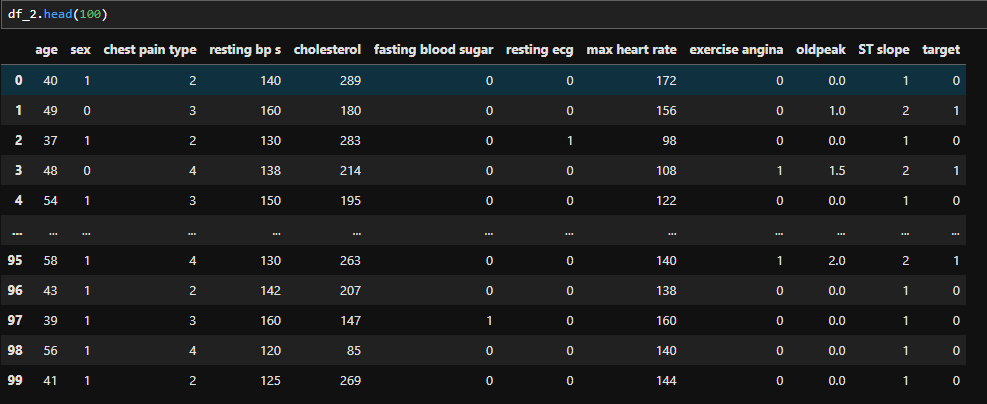 df_2.head(100)
age sex chest pain type resting bp s cholesterol fasting blood sugar resting ecg max heart rate exercise angina oldpeak ST slope target
0 40 1 2 140 289 0 0 172 0 0.0 1 0
1 49 0 3 160 180 0 0 156 0 1.0 2 1
2 37 1 2 130 283 0 1 98 0 0.0 1 0
3 48 0 4 138 214 0 0 108 1 1.5 2 1
4 54 1 3 150 195 0 0 122 0 0.0 1 0
... ... ... ... ... ... ... ... ... ... ... ... ...
95 58 1 4 130 263 0 0 140 1 2.0 2 1
96 43 1 2 142 207 0 0 138 0 0.0 1 0
97 39 1 3 160 147 1 0 160 0 0.0 1 0
98 56 1 4 120 85 0 0 140 0 0.0 1 0
99 41 1 2 125 269 0 0 144 0 0.0 1 0